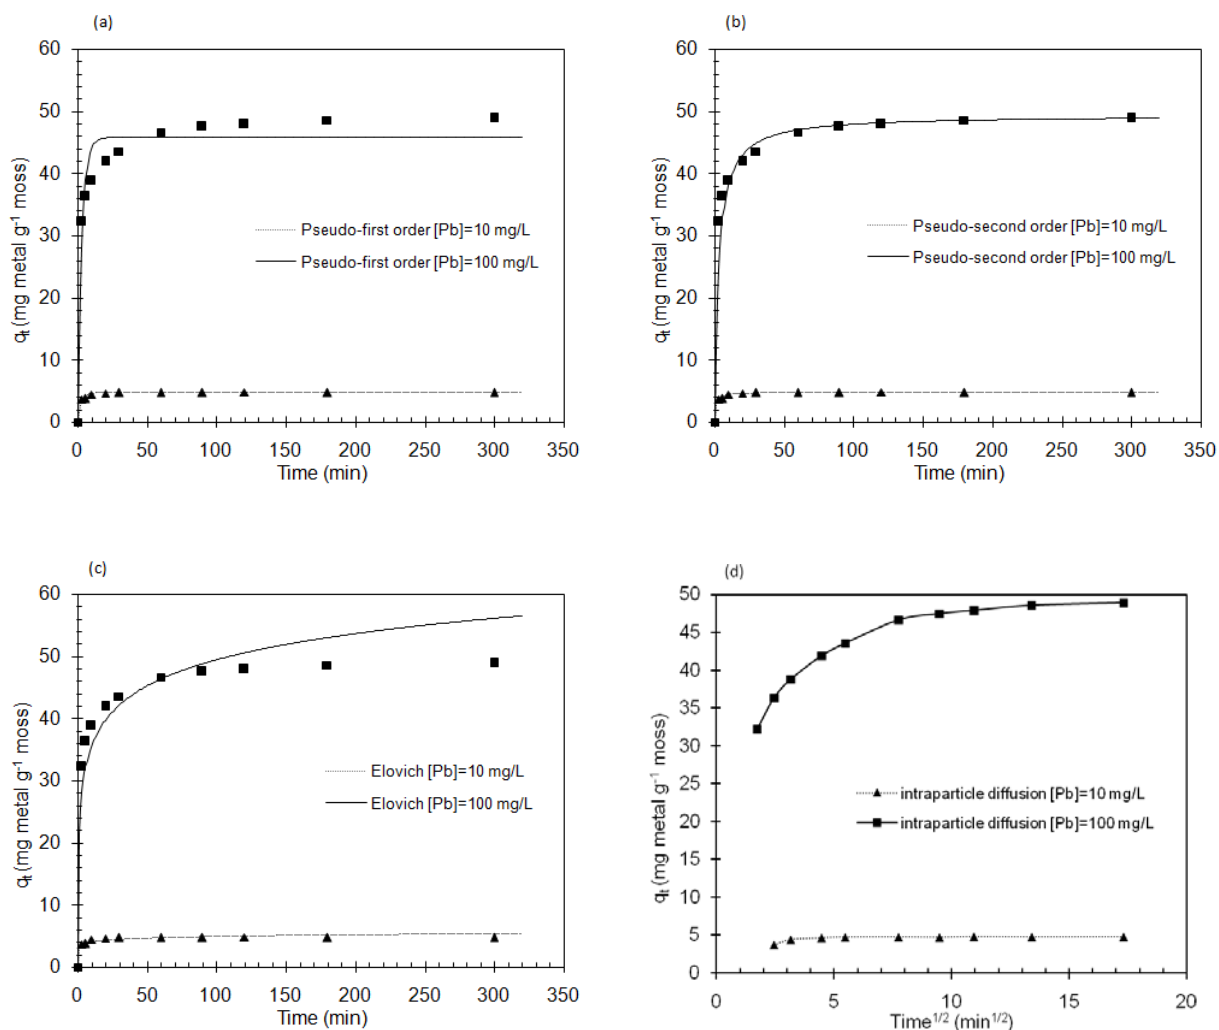 (a)
60
50
40
30
20
10
0
qt (mg metal g-1 moss)
Pseudo-first order [Pb]=10 mg/L
Pseudo-first order [Pb]=100 mg/L
0 50 100 150 200 250 300 350
Time (min)
(b)
60
50
40
30
20
10
0
qt (mg metal g-1 moss)
Pseudo-second order [Pb]=10 mg/L
Pseudo-second order [Pb]=100 mg/L
0 50 100 150 200 250 300 350
Time (min)
(c)
60
50
40
30
20
10
0
qt (mg metal g-1 moss)
Elovich [Pb]=10 mg/L
Elovich [Pb]=100 mg/L
0 50 100 150 200 250 300 350
Time (min)
(d)
50
45
40
35
30
25
20
15
10
5
0
qt (mg metal g-1 moss)
intraparticle diffusion [Pb]=10 mg/L
intraparticle diffusion [Pb]=100 mg/L
0 5 10 15 20
Time1/2 (min1/2)